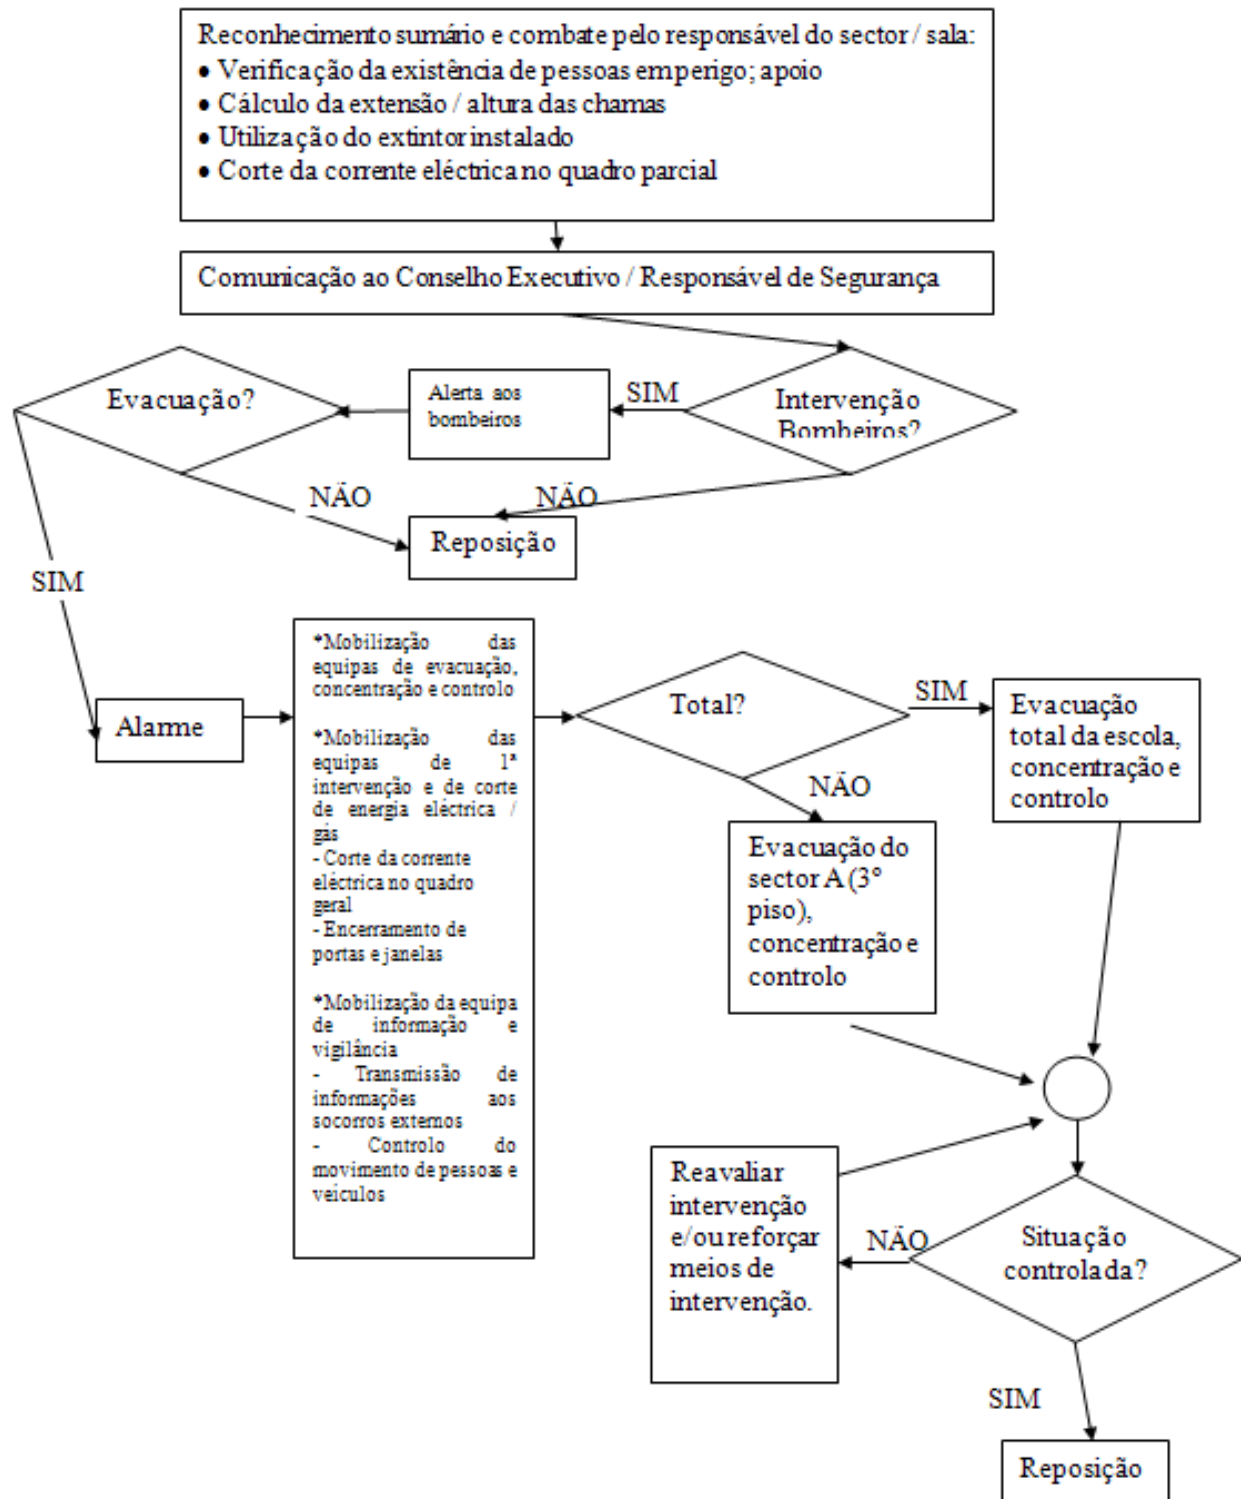 Reconhecimento sumário e combate pelo responsável do sector / sala:
• Verificação da existência de pessoas em perigo; apoio
• Cálculo da extensão / altura das chamas
• Utilização do extintor instalado
• Corte da corrente eléctrica no quadro parcial
Comunicação ao Conselho Executivo / Responsável de Segurança
Evacuação?
Alerta aos
bombeiros
SIM
Intervenção
Bombeiros?
NÃO
NÃO
Reposição
SIM
Alarme
*Mobilização das
equipas de evacuação,
concentração e controlo
*Mobilização das
equipas de 1ª
intervenção e de corte
de energia eléctrica /
gás
- Corte da corrente
eléctrica no quadro
geral
- Encerramento de
portas e janelas
*Mobilização da equipa
de informação e
vigilância
- Transmissão de
informações aos
socorros externos
- Controlo do
movimento de pessoas e
veículos
Total?
SIM
Evacuação
total da escola,
concentração e
controlo
NÃO
Evacuação do
sector A (3º
piso),
concentração e
controlo
Reavaliar
intervenção
e/ou reforçar
meios de
intervenção.
NÃO
Situação
controlada?
SIM
Reposição